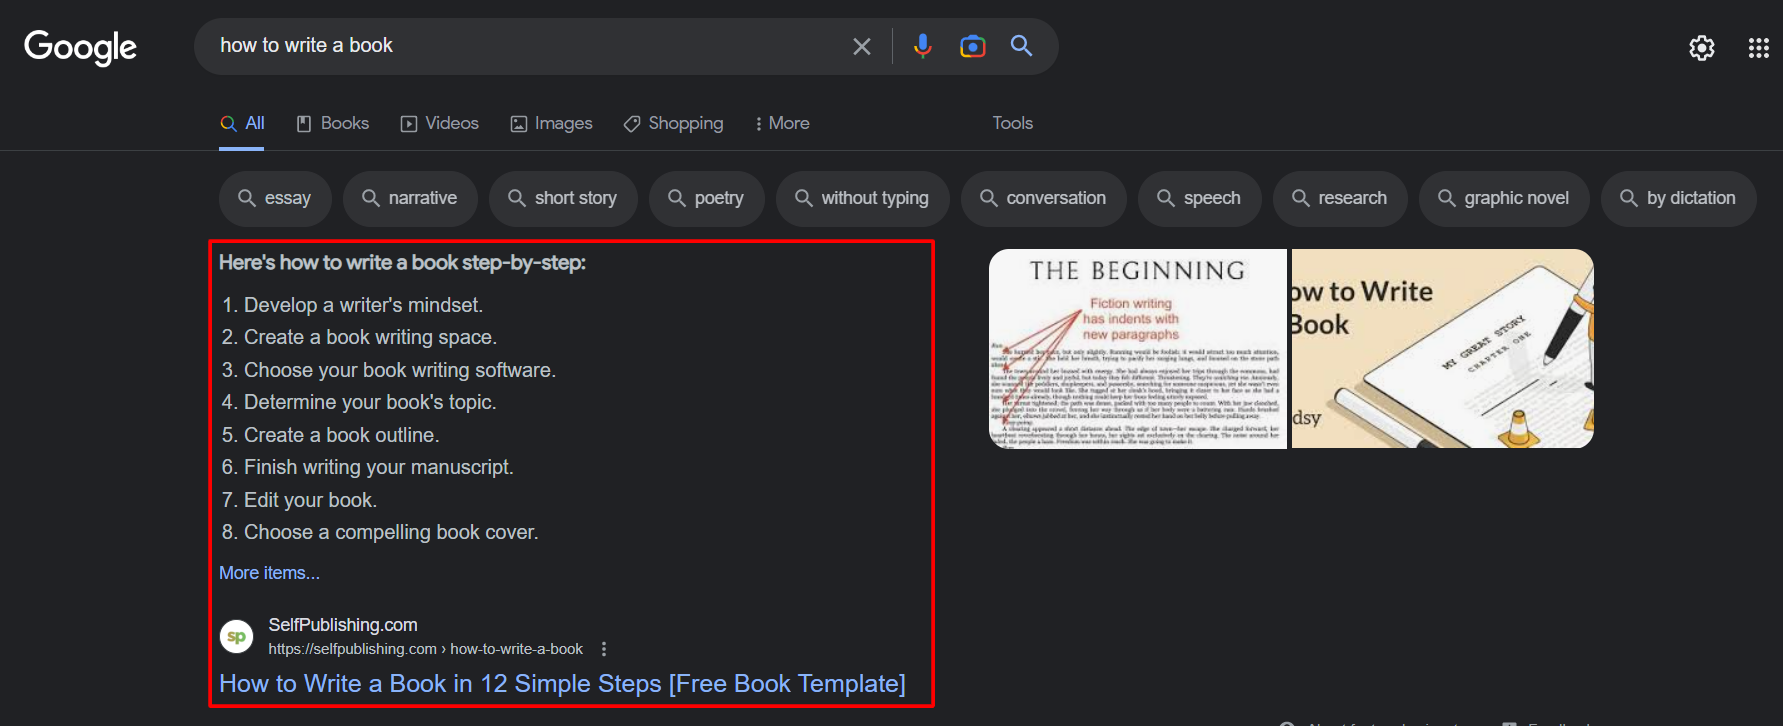 Google
how to write a book
All
Books
Videos
Images
Shopping
More
Tools
essay
narrative
short story
poetry
without typing
conversation
speech
research
graphic novel
by dictation
Here's how to write a book step-by-step:
1. Develop a writer's mindset.
2. Create a book writing space.
3. Choose your book writing software.
4. Determine your book's topic.
5. Create a book outline.
6. Finish writing your manuscript.
7. Edit your book.
8. Choose a compelling book cover.
More items...
sp
SelfPublishing.com
https://selfpublishing.com › how-to-write-a-book
How to Write a Book in 12 Simple Steps [Free Book Template]
THE BEGINNING
Fiction writing
has indents with
new paragraphs
ow to Write
Book
MY GREAT STORY
CHAPTER ONE
dsy